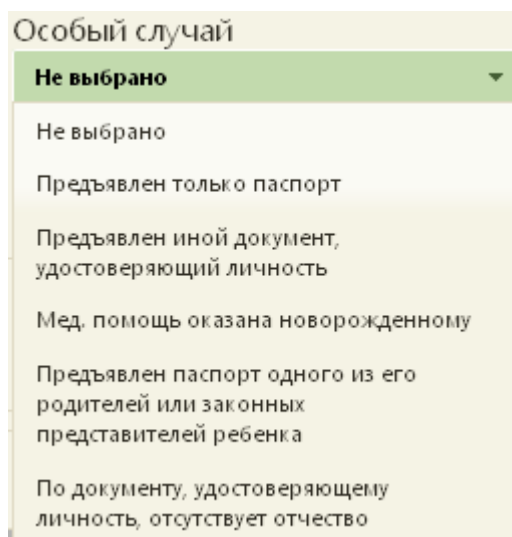 Особый случай
Не выбрано
Не выбрано
Предъявлен только паспорт
Предъявлен иной документ,
удостоверяющий личность
Мед. помощь оказана новорожденному
Предъявлен паспорт одного из его
родителей или законных
представителей ребенка
По документу, удостоверяющему
личность, отсутствует отчество